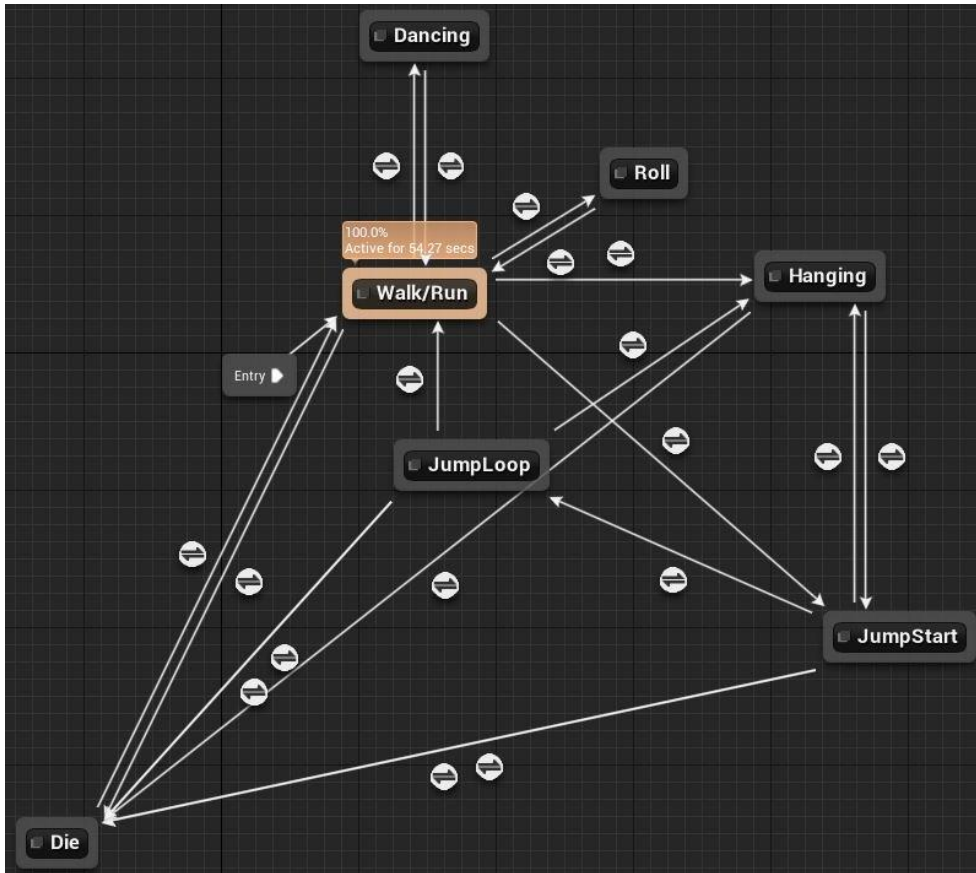 Dancing
Roll
100.0%
Active for 54.27 secs
Walk/Run
Hanging
Entry
JumpLoop
JumpStart
Die